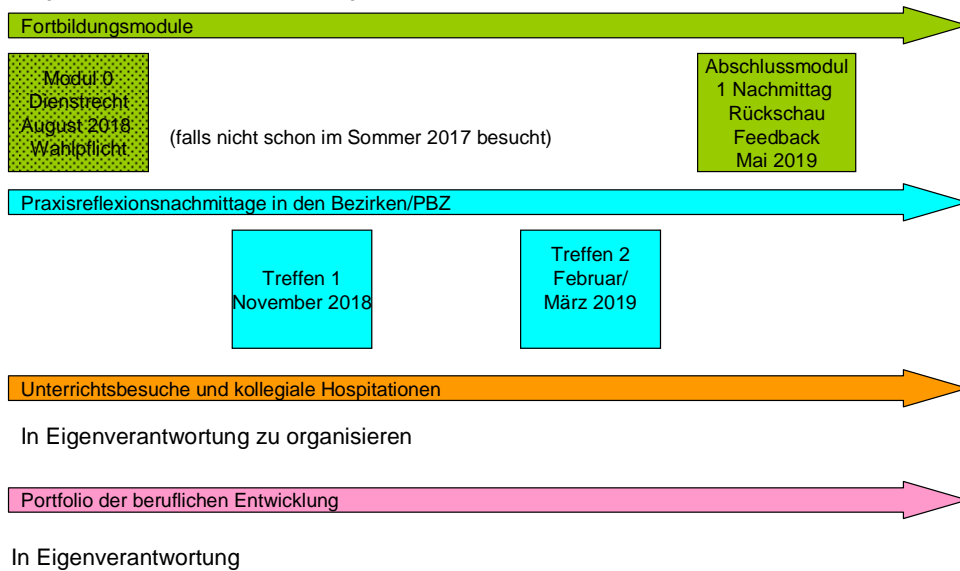 Fortbildungsmodule
Modul 0
Dienstrecht
August 2018
Wahlpflicht
(falls nicht schon im Sommer 2017 besucht)
Abschlussmodul
1 Nachmittag
Rückschau
Feedback
Mai 2019
Praxisreflexionsnachmittage in den Bezirken/PBZ
Treffen 1
November 2018
Treffen 2
Februar/
März 2019
Unterrichtsbesuche und kollegiale Hospitationen
In Eigenverantwortung zu organisieren
Portfolio der beruflichen Entwicklung
In Eigenverantwortung